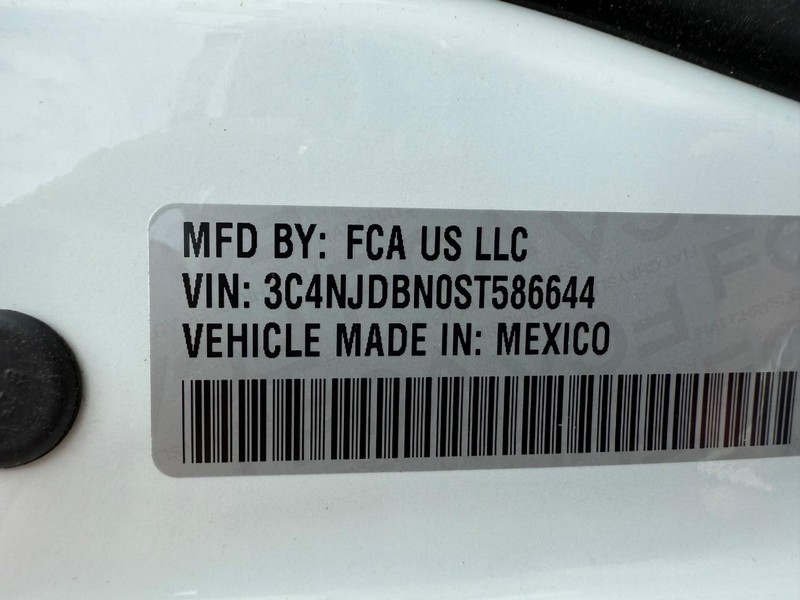 MFD BY: FCA US LLC
VIN: 3C4NJDBN0ST586644
VEHICLE MADE IN: MEXICO